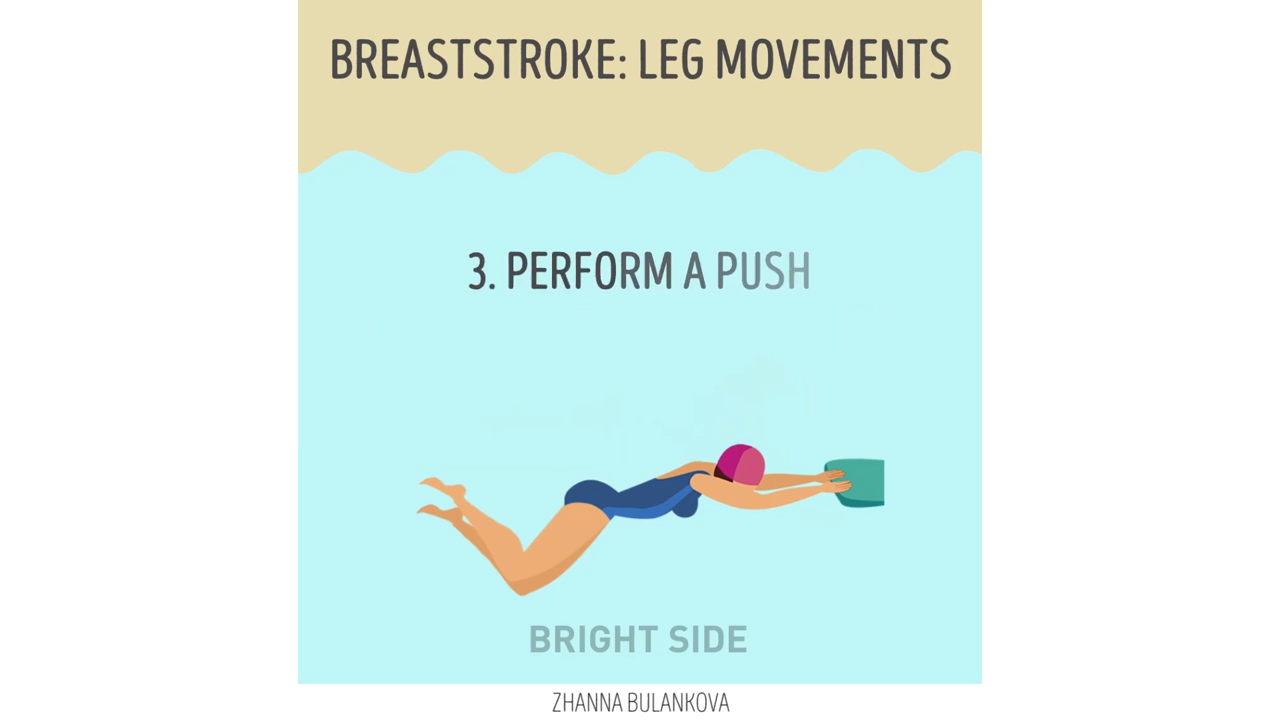 BREASTSTROKE: LEG MOVEMENTS
3. PERFORM A PUSH
BRIGHT SIDE
ZHANNA BULANKOVA